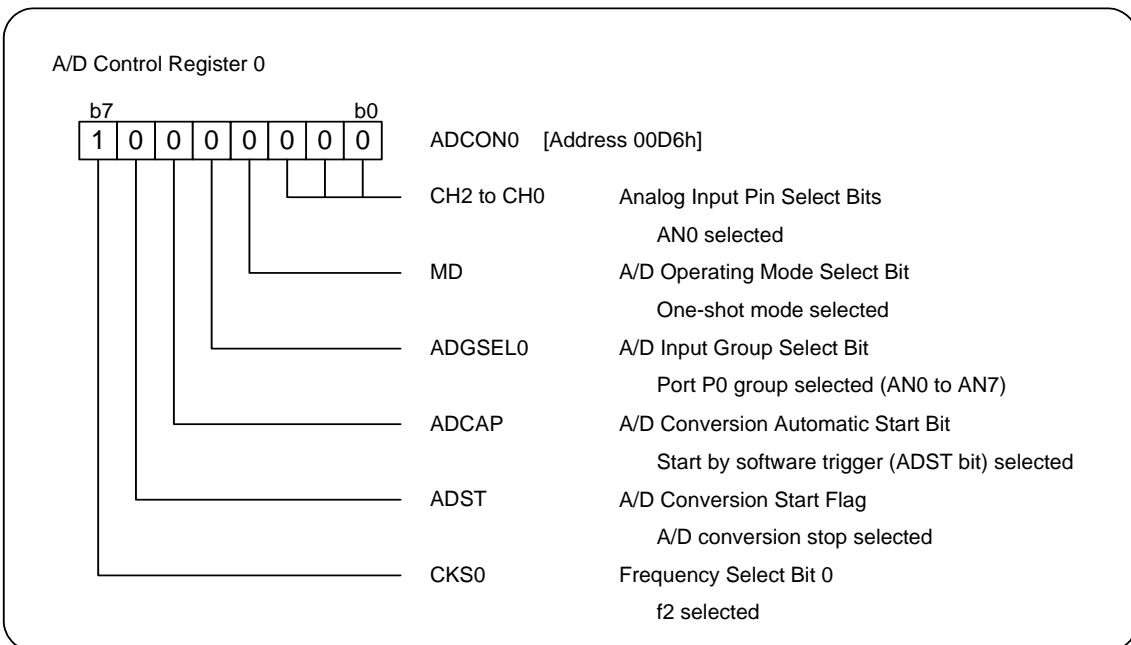 A/D Control Register 0
b7 b0
1 0 0 0 0 0 0 0 ADCON0 [Address 00D6h]
CH2 to CH0 Analog Input Pin Select Bits
AN0 selected
MD A/D Operating Mode Select Bit
One-shot mode selected
ADGSEL0 A/D Input Group Select Bit
Port P0 group selected (AN0 to AN7)
ADCAP A/D Conversion Automatic Start Bit
Start by software trigger (ADST bit) selected
ADST A/D Conversion Start Flag
A/D conversion stop selected
CKS0 Frequency Select Bit 0
f2 selected